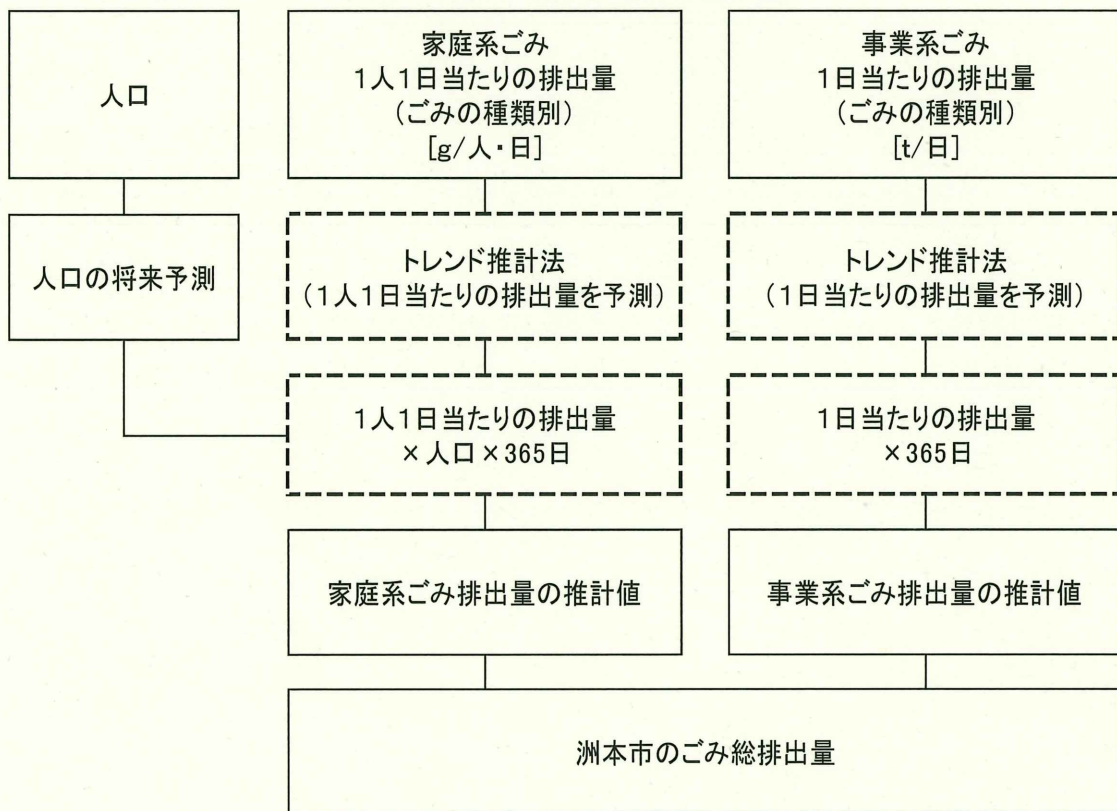 人口
家庭系ごみ
1人1日当たりの排出量
(ごみの種類別)
[g/人・日]
事業系ごみ
1日当たりの排出量
(ごみの種類別)
[t/日]
人口の将来予測
トレンド推計法
(1人1日当たりの排出量を予測)
トレンド推計法
(1日当たりの排出量を予測)
1人1日当たりの排出量
×人口×365日
1日当たりの排出量
×365日
家庭系ごみ排出量の推計値
事業系ごみ排出量の推計値
洲本市のごみ総排出量